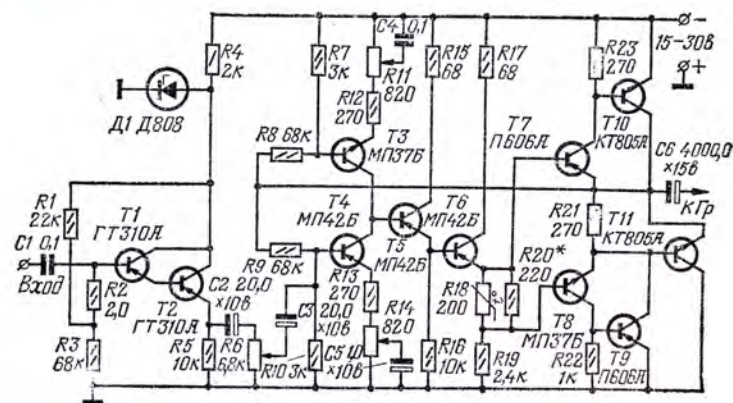 R4
2К
Д1 Д808
R1
22К
C1 0,1
Вход
R2
2,0
R3
68К
T1
ГТ310А
T2
ГТ310А
R5
10К
C2 20,0
×10в
R6
6,8К
R7
3К
R8 68К
R9 68К
R10 3К
C3
20,0
×10в
C4 0,1
R11
820
R12
270
T3
МП37Б
T4
МП42Б
R13
270
R14
820
C5 1,0
×10в
T5
МП42Б
R15
68
R16
10К
R17
68
T6
МП42Б
R18
200
R19
2,4К
R20*
220
T7
П606А
T8
МП37Б
R21
270
R22
1К
T9
П606А
R23
270
T10
КТ805А
T11
КТ805А
C6 4000,0
×15в
К Гр
−
15-30в
+